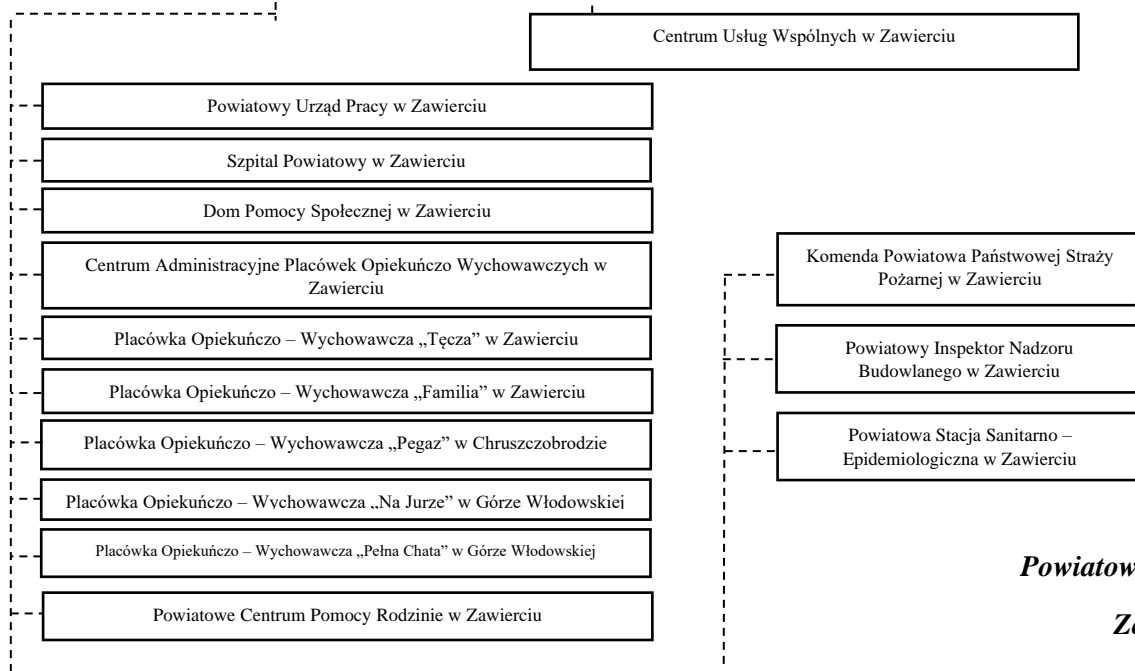 Centrum Usług Wspólnych w Zawierciu
Powiatowy Urząd Pracy w Zawierciu
Szpital Powiatowy w Zawierciu
Dom Pomocy Społecznej w Zawierciu
Centrum Administracyjne Placówek Opiekuńczo Wychowawczych w
Zawierciu
Placówka Opiekuńczo – Wychowawcza „Tęcza” w Zawierciu
Placówka Opiekuńczo – Wychowawcza „Familia” w Zawierciu
Placówka Opiekuńczo – Wychowawcza „Pegaz” w Chruszczobrodzie
Placówka Opiekuńczo – Wychowawcza „Na Jurze” w Górze Włodowskiej
Placówka Opiekuńczo – Wychowawcza „Pełna Chata” w Górze Włodowskiej
Powiatowe Centrum Pomocy Rodzinie w Zawierciu
Komenda Powiatowa Państwowej Straży
Pożarnej w Zawierciu
Powiatowy Inspektor Nadzoru
Budowlanego w Zawierciu
Powiatowa Stacja Sanitarno –
Epidemiologiczna w Zawierciu
Powiatow